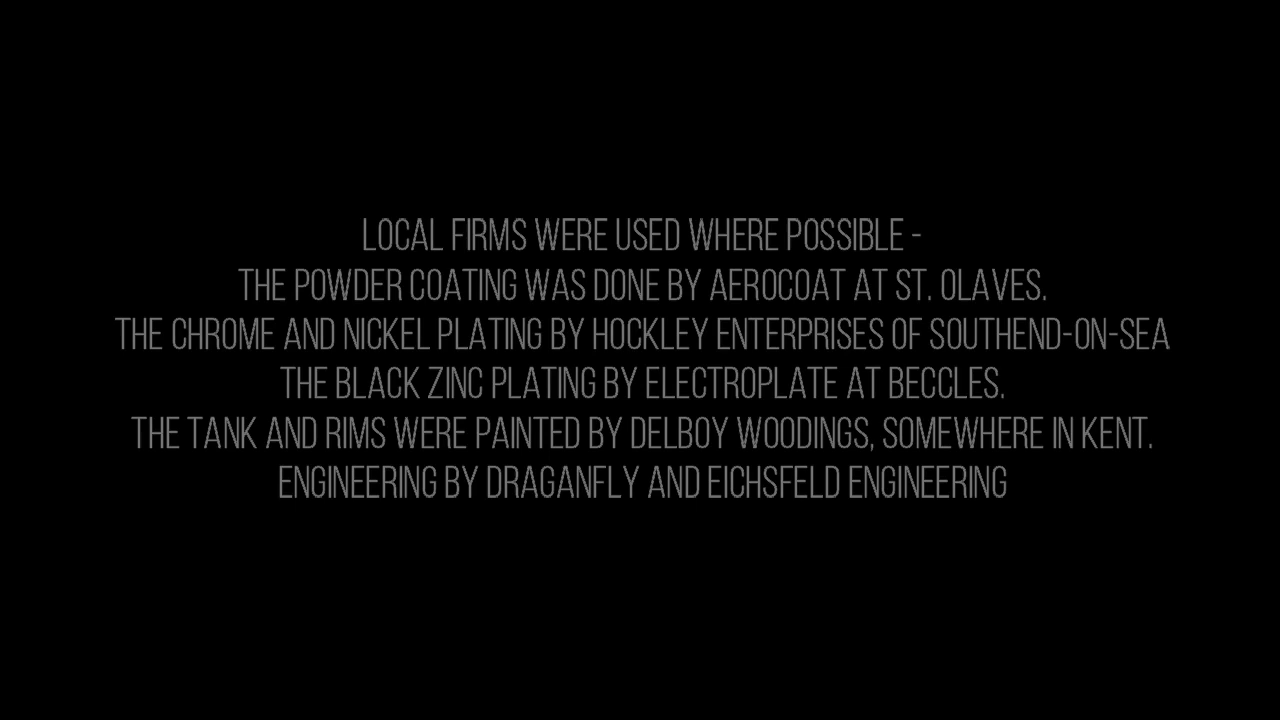 LOCAL FIRMS WERE USED WHERE POSSIBLE -
THE POWDER COATING WAS DONE BY AEROCOAT AT ST. OLAVES.
THE CHROME AND NICKEL PLATING BY HOCKLEY ENTERPRISES OF SOUTHEND-ON-SEA
THE BLACK ZINC PLATING BY ELECTROPLATE AT BECCLES.
THE TANK AND RIMS WERE PAINTED BY DELBOY WOODINGS, SOMEWHERE IN KENT.
ENGINEERING BY DRAGANFLY AND EICHSFELD ENGINEERING